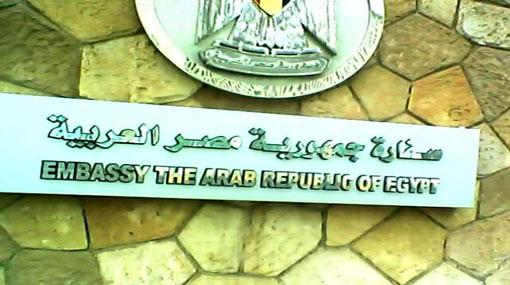 سفارة جمهورية مصر العربية
EMBASSY THE ARAB REPUBLIC OF EGYPT